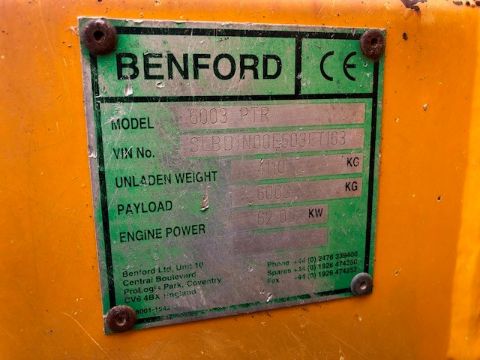 BENFORD CE
MODEL 6003 PTR
VIN No.
UNLADEN WEIGHT KG
PAYLOAD KG
ENGINE POWER KW
Benford Ltd, Unit 10
Central Boulevard
ProLogis Park, Coventry
CV6 4BX England
Phone +44 (0) 2476 339400
Spares +44 (0) 1926 474250
Fax +44 (0) 1926 474252